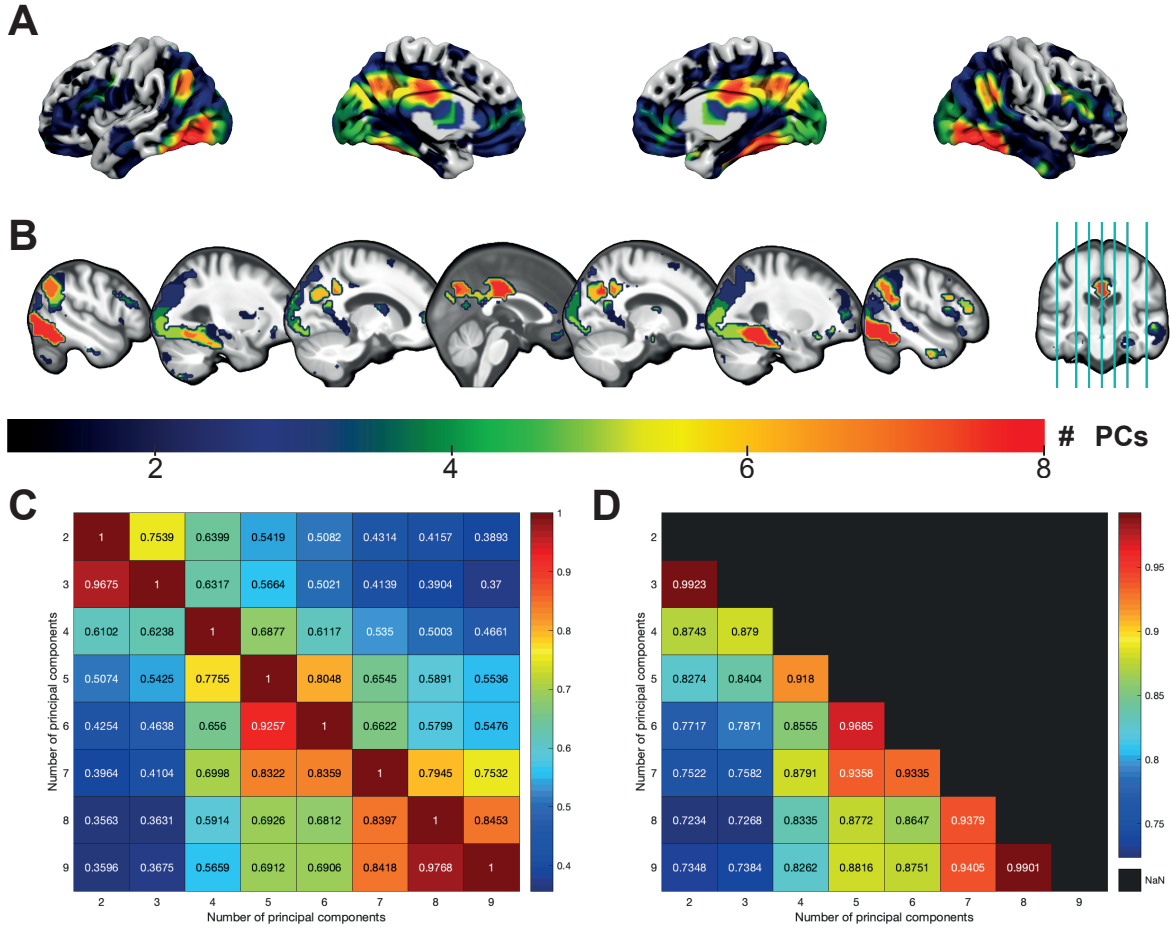 A
B
2 4 6 8 # PCs
C
D
Number of principal components
2 1 0.7539 0.6399 0.5419 0.5082 0.4314 0.4157 0.3893
3 0.9675 1 0.6317 0.5664 0.5021 0.4139 0.3904 0.37
4 0.6102 0.6238 1 0.6877 0.6117 0.535 0.5003 0.4661
5 0.5074 0.5425 0.7755 1 0.8048 0.6545 0.5891 0.5536
6 0.4254 0.4638 0.656 0.9257 1 0.6622 0.5799 0.5476
7 0.3964 0.4104 0.6998 0.8322 0.8359 1 0.7945 0.7532
8 0.3563 0.3631 0.5914 0.6926 0.6812 0.8397 1 0.8453
9 0.3596 0.3675 0.5659 0.6912 0.6906 0.8418 0.9768 1
2 3 4 5 6 7 8 9
Number of principal components
1
0.9
0.8
0.7
0.6
0.5
0.4
Number of principal components
2
3 0.9923
4 0.8743 0.879
5 0.8274 0.8404 0.918
6 0.7717 0.7871 0.8555 0.9685
7 0.7522 0.7582 0.8791 0.9358 0.9335
8 0.7234 0.7268 0.8335 0.8772 0.8647 0.9379
9 0.7348 0.7384 0.8262 0.8816 0.8751 0.9405 0.9901
2 3 4 5 6 7 8 9
Number of principal components
0.95
0.9
0.85
0.8
0.75
NaN